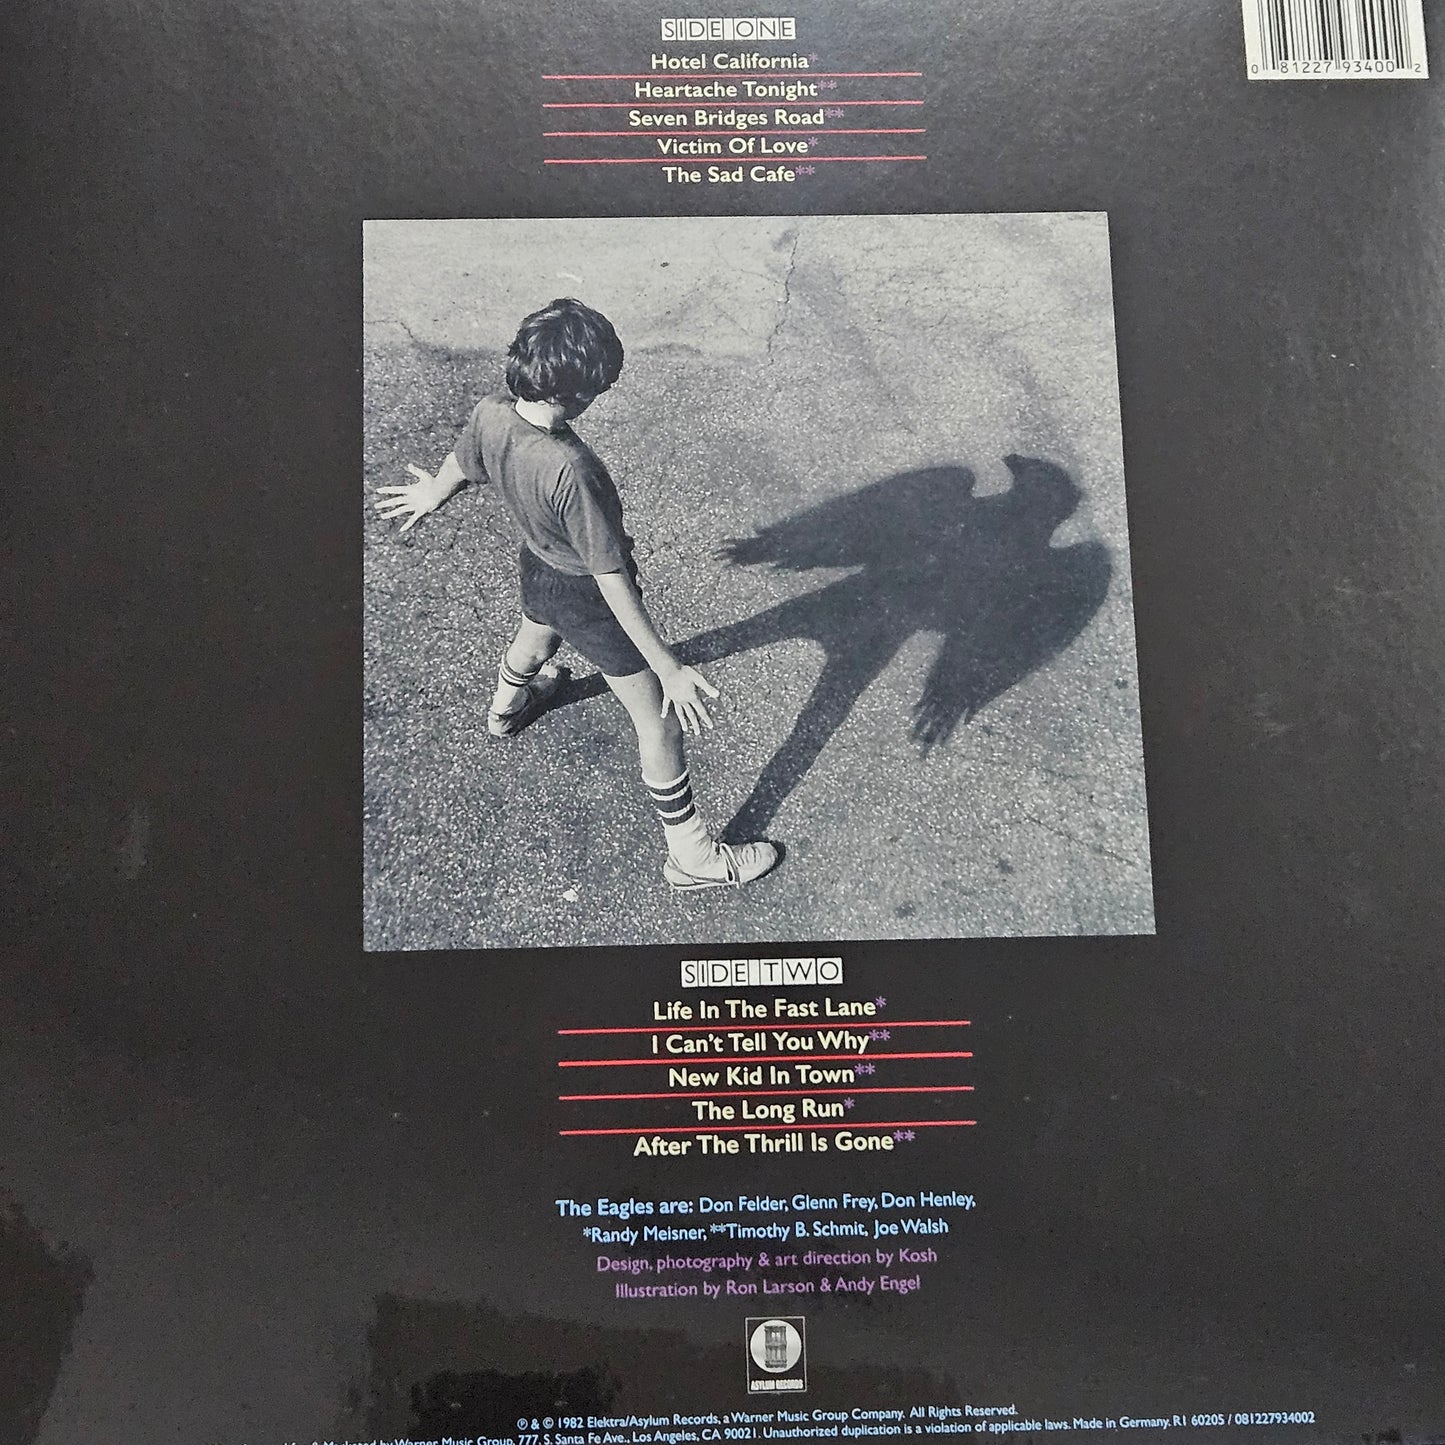 SIDE ONE
Hotel California*
Heartache Tonight**
Seven Bridges Road**
Victim Of Love*
The Sad Cafe**
0 81227 93400 2
SIDE TWO
Life In The Fast Lane*
I Can't Tell You Why**
New Kid In Town**
The Long Run*
After The Thrill Is Gone**
The Eagles are: Don Felder, Glenn Frey, Don Henley,
*Randy Meisner, **Timothy B. Schmit, Joe Walsh
Design, photography & art direction by Kosh
Illustration by Ron Larson & Andy Engel
ASYLUM RECORDS
℗ & © 1982 Elektra/Asylum Records, a Warner Music Group Company. All Rights Reserved.
& Marketed by Warner Music Group, 777. S. Santa Fe Ave., Los Angeles, CA 90021. Unauthorized duplication is a violation of applicable laws. Made in Germany. R1 60205 / 081227934002